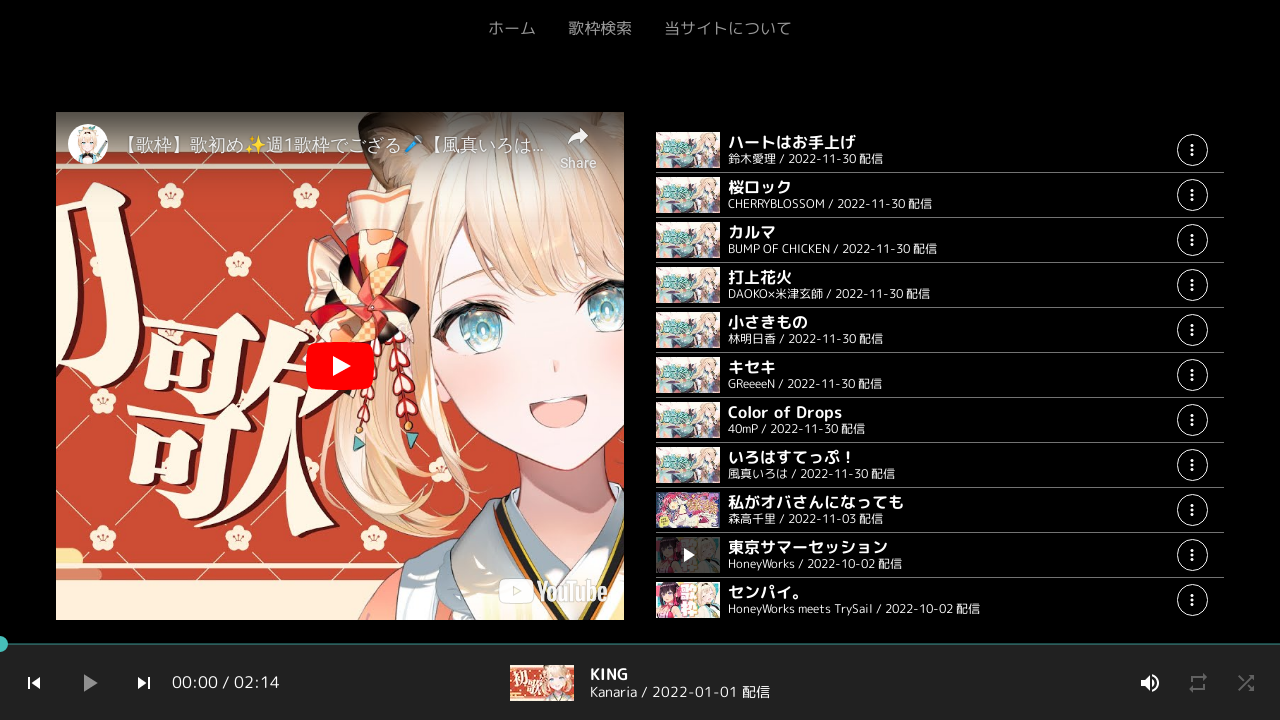 ホーム 歌枠検索 当サイトについて
【歌枠】歌初め✨週1歌枠でござる🎤【風真いろは...
Share
初
歌
歌
YouTube
ハートはお手上げ
鈴木愛理 / 2022-11-30 配信
桜ロック
CHERRYBLOSSOM / 2022-11-30 配信
カルマ
BUMP OF CHICKEN / 2022-11-30 配信
打上花火
DAOKO×米津玄師 / 2022-11-30 配信
小さきもの
林明日香 / 2022-11-30 配信
キセキ
GReeeeN / 2022-11-30 配信
Color of Drops
40mP / 2022-11-30 配信
いろはすてっぷ！
風真いろは / 2022-11-30 配信
私がオバさんになっても
森高千里 / 2022-11-03 配信
東京サマーセッション
HoneyWorks / 2022-10-02 配信
歌枠
センパイ。
HoneyWorks meets TrySail / 2022-10-02 配信
00:00 / 02:14
初歌歌
KING
Kanaria / 2022-01-01 配信